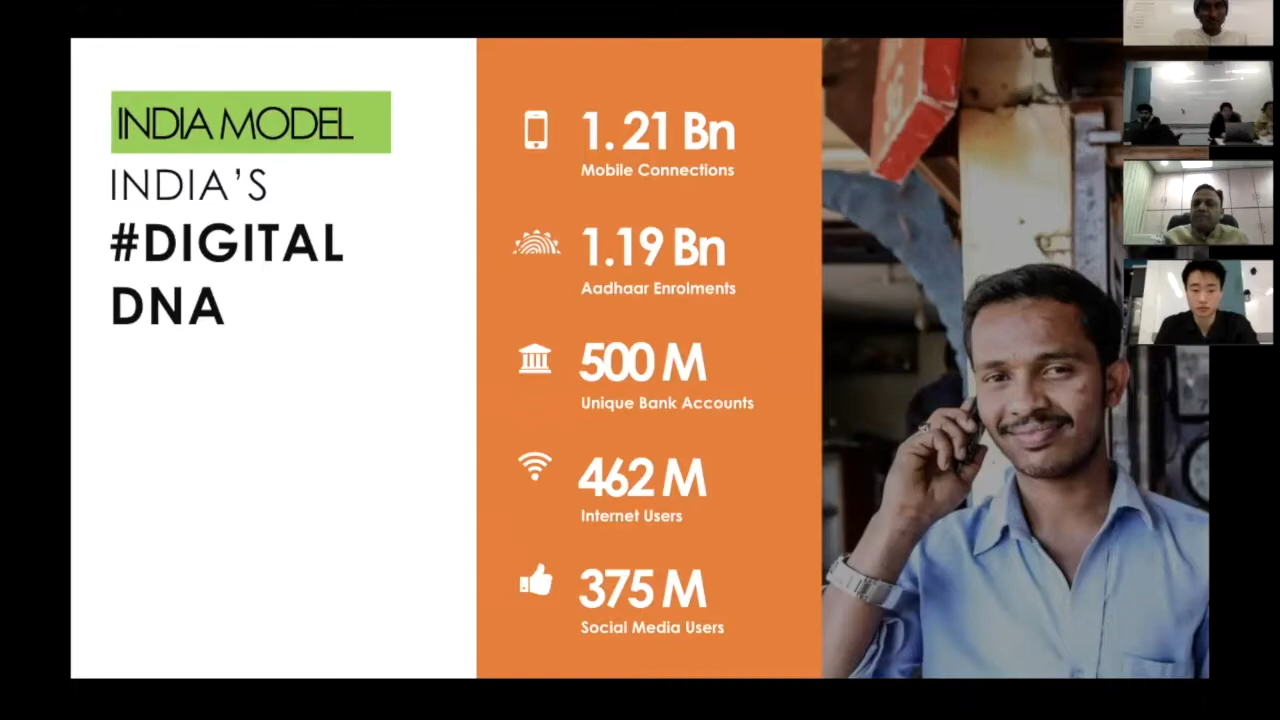 INDIA MODEL
INDIA'S
#DIGITAL
DNA
1.21 Bn
Mobile Connections
1.19 Bn
Aadhaar Enrolments
500 M
Unique Bank Accounts
462 M
Internet Users
375 M
Social Media Users